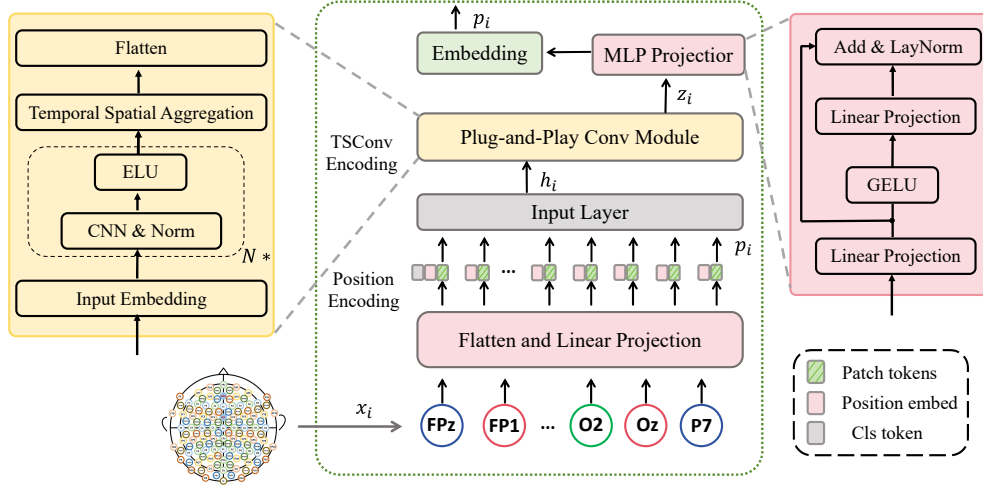 Flatten
Temporal Spatial Aggregation
ELU
CNN & Norm
N *
Input Embedding
p_i
Embedding
MLP Projectior
z_i
TSConv
Encoding
Plug-and-Play Conv Module
h_i
Input Layer
p_i
...
Position
Encoding
Flatten and Linear Projection
x_i
FPz
FP1
...
O2
Oz
P7
Add & LayNorm
Linear Projection
GELU
Linear Projection
Patch tokens
Position embed
Cls token